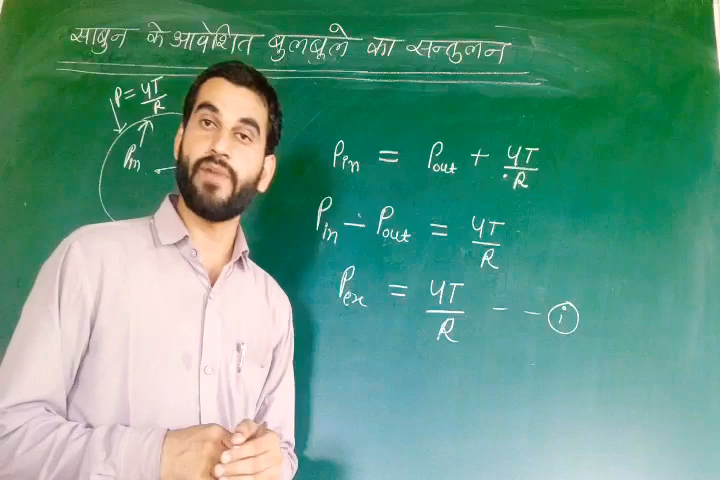 साबुन के आवेशित बुलबुले का सन्तुलन
P = 4T/R
Pin
Pin = Pout + 4T/R
Pin - Pout = 4T/R
Pex = 4T/R - - (i)